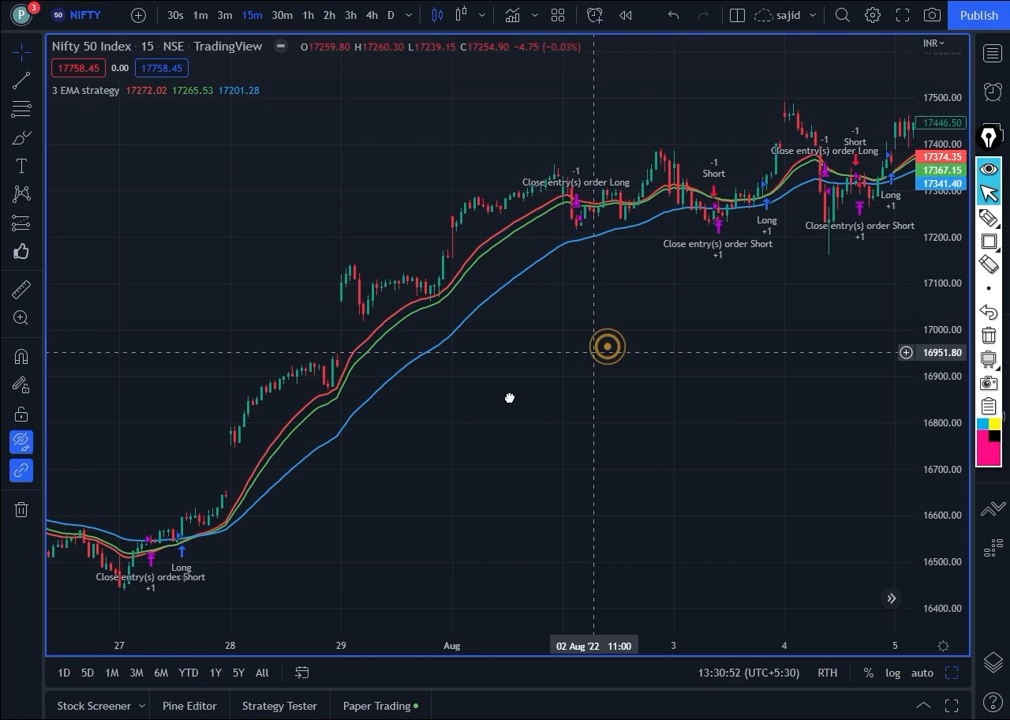 P 3 50 NIFTY 30s 1m 3m 15m 30m 1h 2h 3h 4h D sajid Publish
Nifty 50 Index · 15 · NSE · TradingView O17259.80 H17260.30 L17239.15 C17254.90 -4.75 (-0.03%) INR
17758.45 0.00 17758.45
3 EMA strategy 17272.02 17265.53 17201.28
17500.00
17446.50
17400.00
17374.35
17367.15
17341.40
17300.00
17200.00
17100.00
17000.00
16951.80
16900.00
16800.00
16700.00
16600.00
16500.00
16400.00
-1
Close entry(s) order Long
-1
Short
-1
Close entry(s) order Long
-1
Short
Long
+1
Long
+1
Close entry(s) order Short
+1
Close entry(s) order Short
+1
Long
+1
Close entry(s) order Short
+1
27 28 29 Aug 02 Aug '22 11:00 3 4 5
1D 5D 1M 3M 6M YTD 1Y 5Y All 13:30:52 (UTC+5:30) RTH % log auto
Stock Screener Pine Editor Strategy Tester Paper Trading